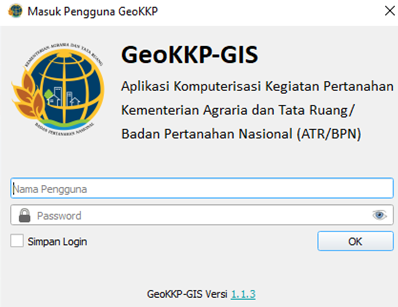 Masuk Pengguna GeoKKP
KEMENTERIAN AGRARIA DAN TATA RUANG
BADAN PERTANAHAN NASIONAL
GeoKKP-GIS
Aplikasi Komputerisasi Kegiatan Pertanahan
Kementerian Agraria dan Tata Ruang/
Badan Pertanahan Nasional (ATR/BPN)
Nama Pengguna
Password
Simpan Login
OK
GeoKKP-GIS Versi 1.1.3